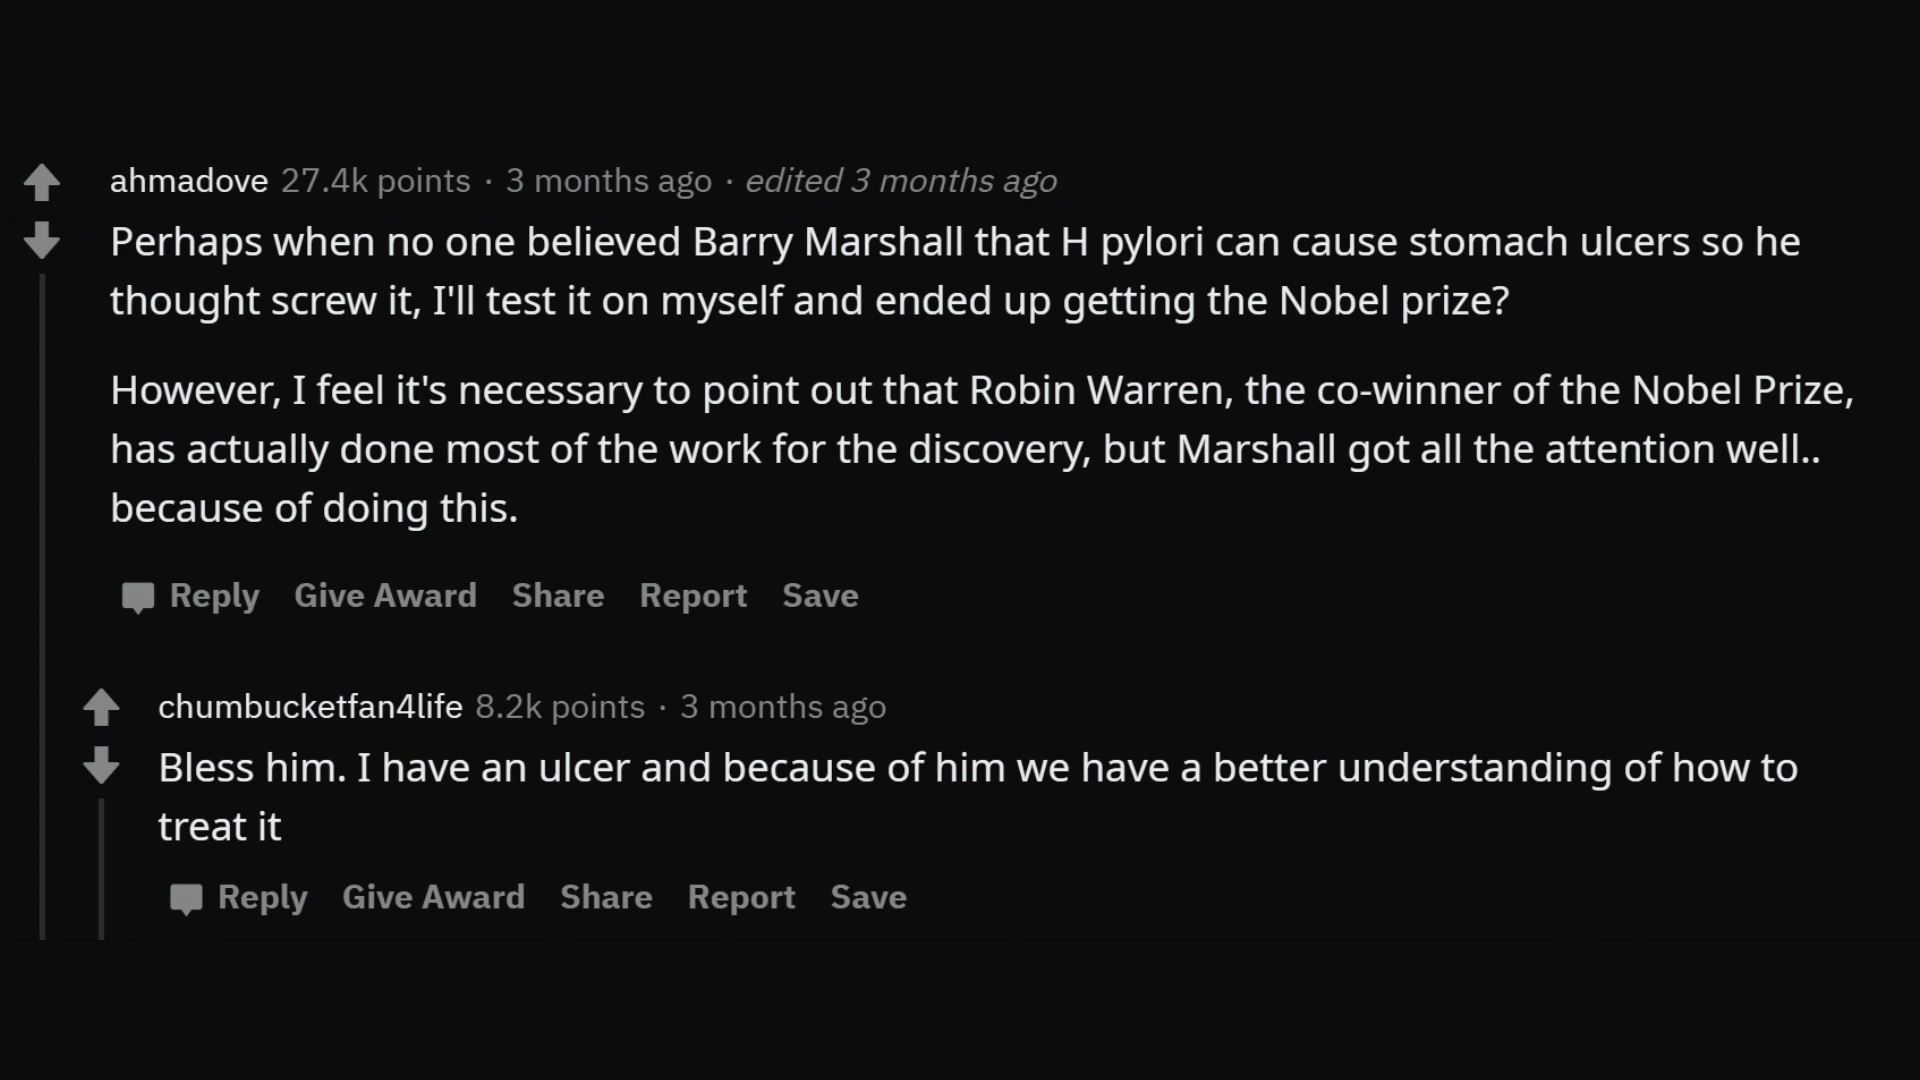 ahmadove 27.4k points · 3 months ago · edited 3 months ago
Perhaps when no one believed Barry Marshall that H pylori can cause stomach ulcers so he
thought screw it, I'll test it on myself and ended up getting the Nobel prize?
However, I feel it's necessary to point out that Robin Warren, the co-winner of the Nobel Prize,
has actually done most of the work for the discovery, but Marshall got all the attention well..
because of doing this.
Reply Give Award Share Report Save
chumbucketfan4life 8.2k points · 3 months ago
Bless him. I have an ulcer and because of him we have a better understanding of how to
treat it
Reply Give Award Share Report Save